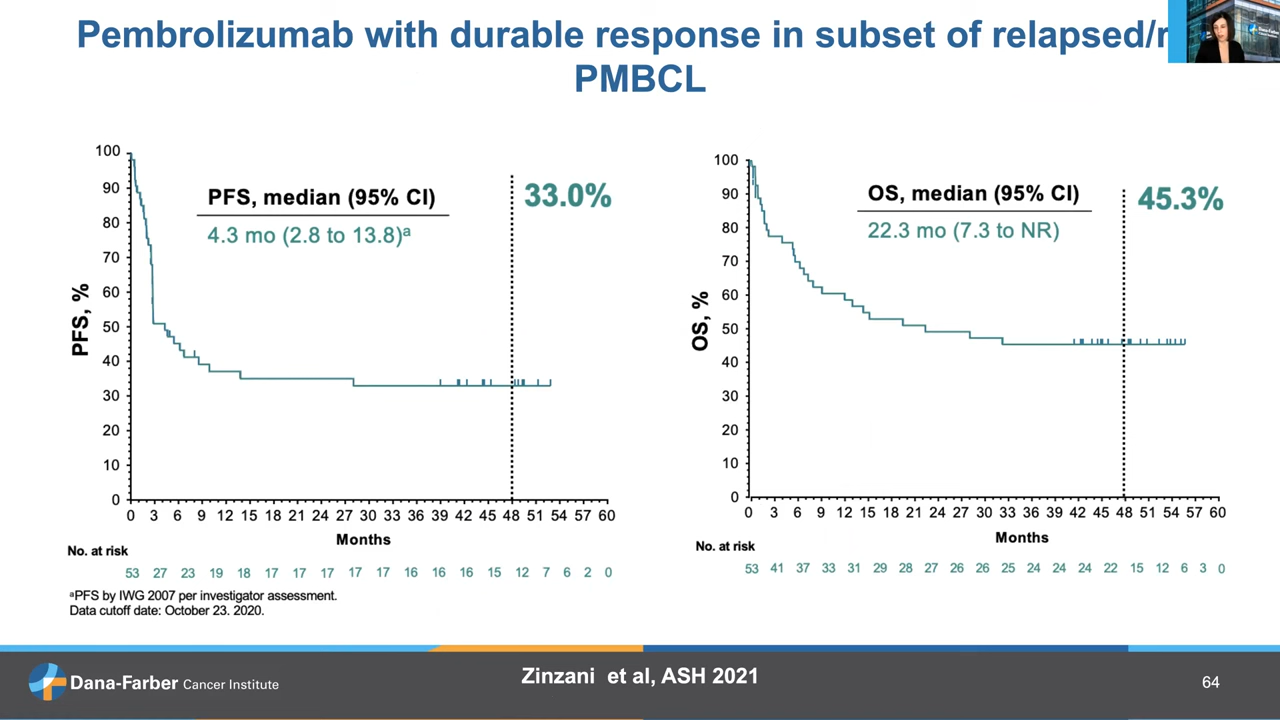 Pembrolizumab with durable response in subset of relapsed/r
PMBCL
Dana-Farber
PFS, %
100
90
80
70
60
50
40
30
20
10
0
PFS, median (95% CI)
4.3 mo (2.8 to 13.8)ᵃ
33.0%
0 3 6 9 12 15 18 21 24 27 30 33 36 39 42 45 48 51 54 57 60
Months
No. at risk
53 27 23 19 18 17 17 17 17 17 16 16 16 15 12 7 6 2 0
ᵃPFS by IWG 2007 per investigator assessment.
Data cutoff date: October 23. 2020.
OS, %
100
90
80
70
60
50
40
30
20
10
0
OS, median (95% CI)
22.3 mo (7.3 to NR)
45.3%
0 3 6 9 12 15 18 21 24 27 30 33 36 39 42 45 48 51 54 57 60
Months
No. at risk
53 41 37 33 31 29 28 27 26 26 25 24 24 24 22 15 12 6 3 0
Dana-Farber Cancer Institute
Zinzani et al, ASH 2021
64